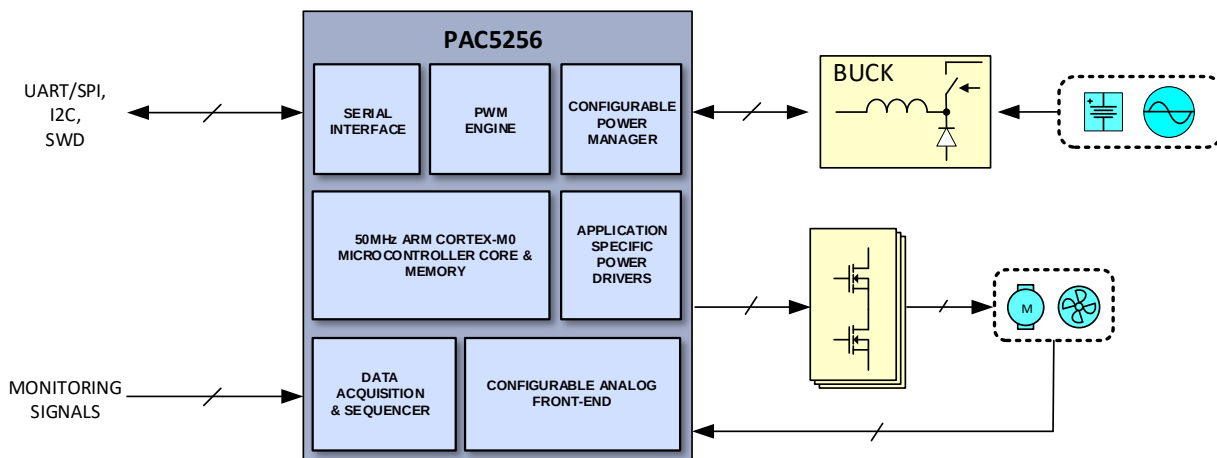 PAC5256
UART/SPI,
I2C,
SWD
SERIAL
INTERFACE
PWM
ENGINE
CONFIGURABLE
POWER
MANAGER
BUCK
+
50MHz ARM CORTEX-M0
MICROCONTROLLER CORE &
MEMORY
APPLICATION
SPECIFIC
POWER
DRIVERS
M
MONITORING
SIGNALS
DATA
ACQUISITION
& SEQUENCER
CONFIGURABLE ANALOG
FRONT-END